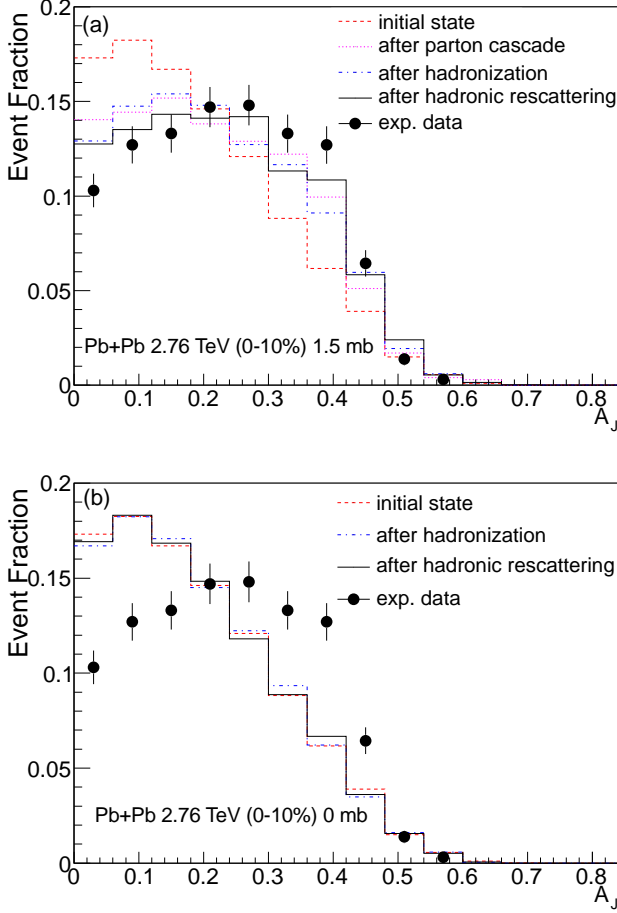 (a)
initial state
after parton cascade
after hadronization
after hadronic rescattering
exp. data
Event Fraction
0.2
0.15
0.1
0.05
0
Pb+Pb 2.76 TeV (0-10%) 1.5 mb
0 0.1 0.2 0.3 0.4 0.5 0.6 0.7 0.8
A_J
(b)
initial state
after hadronization
after hadronic rescattering
exp. data
Event Fraction
0.2
0.15
0.1
0.05
0
Pb+Pb 2.76 TeV (0-10%) 0 mb
0 0.1 0.2 0.3 0.4 0.5 0.6 0.7 0.8
A_J